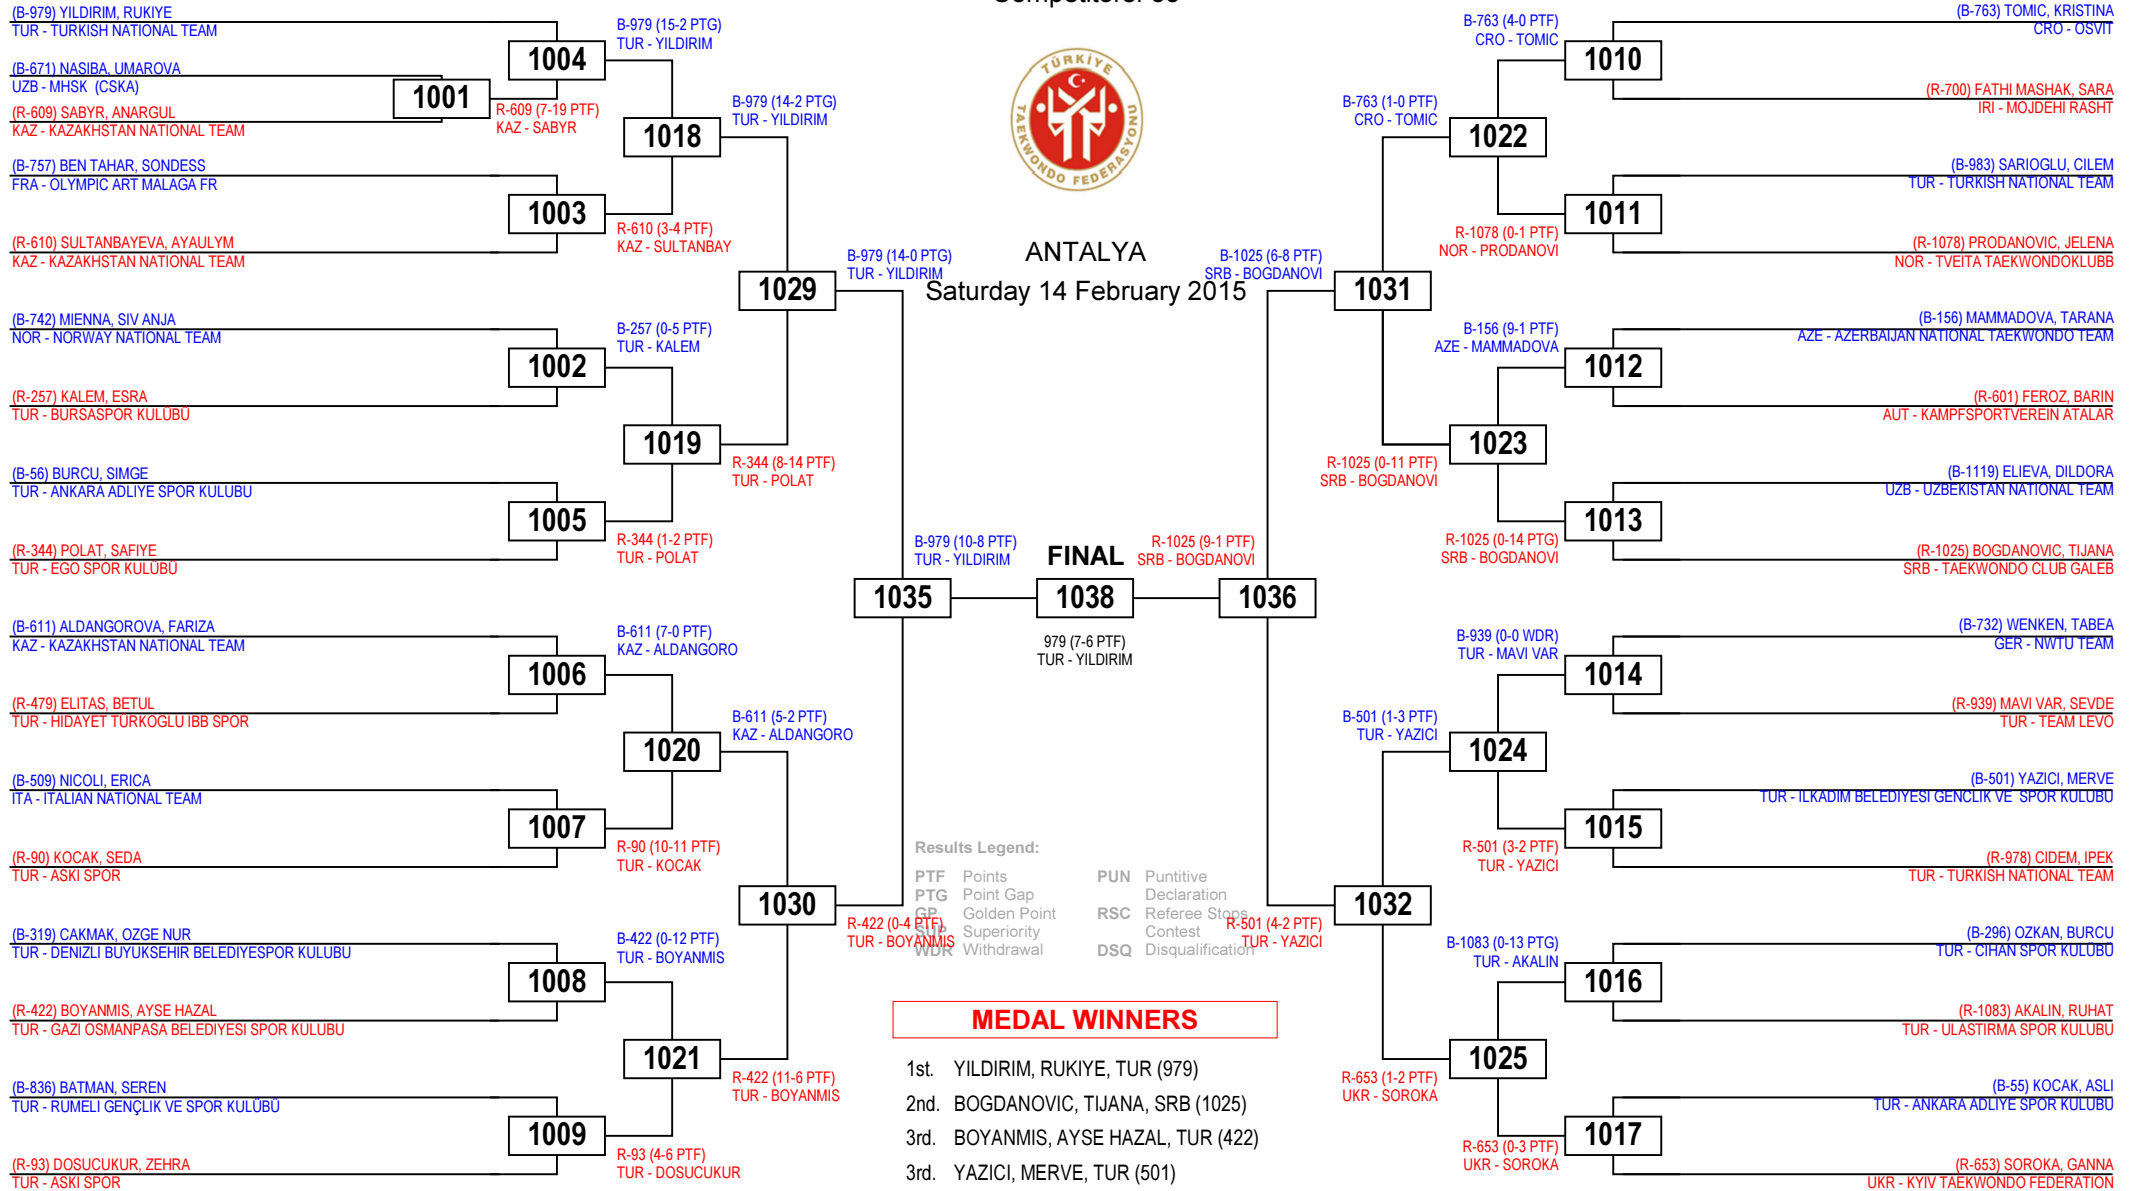 Competitors: 33
(B-979) YILDIRIM, RUKIYE
TUR - TURKISH NATIONAL TEAM
(B-671) NASIBA, UMAROVA
UZB - MHSK (CSKA)
(R-609) SABYR, ANARGUL
KAZ - KAZAKHSTAN NATIONAL TEAM
(B-757) BEN TAHAR, SONDESS
FRA - OLYMPIC ART MALAGA FR
(R-610) SULTANBAYEVA, AYAULYM
KAZ - KAZAKHSTAN NATIONAL TEAM
(B-742) MIENNA, SIV ANJA
NOR - NORWAY NATIONAL TEAM
(R-257) KALEM, ESRA
TUR - BURSASPOR KULÜBÜ
(B-56) BURCU, SIMGE
TUR - ANKARA ADLIYE SPOR KULUBU
(R-344) POLAT, SAFIYE
TUR - EGO SPOR KULÜBÜ
(B-611) ALDANGOROVA, FARIZA
KAZ - KAZAKHSTAN NATIONAL TEAM
(R-479) ELITAS, BETUL
TUR - HIDAYET TÜRKOGLU IBB SPOR
(B-509) NICOLI, ERICA
ITA - ITALIAN NATIONAL TEAM
(R-90) KOCAK, SEDA
TUR - ASKI SPOR
(B-319) CAKMAK, OZGE NUR
TUR - DENIZLI BUYUKSEHIR BELEDIYESPOR KULUBU
(R-422) BOYANMIS, AYSE HAZAL
TUR - GAZI OSMANPASA BELEDIYESI SPOR KULUBU
(B-836) BATMAN, SEREN
TUR - RUMELI GENÇLIK VE SPOR KULÜBÜ
(R-93) DOSUCUKUR, ZEHRA
TUR - ASKI SPOR
1001
R-609 (7-19 PTF)
KAZ - SABYR
1004
1003
1002
1005
1006
1007
1008
1009
B-979 (15-2 PTG)
TUR - YILDIRIM
1018
R-610 (3-4 PTF)
KAZ - SULTANBAY
B-257 (0-5 PTF)
TUR - KALEM
1019
R-344 (1-2 PTF)
TUR - POLAT
B-611 (7-0 PTF)
KAZ - ALDANGORO
1020
R-90 (10-11 PTF)
TUR - KOCAK
B-422 (0-12 PTF)
TUR - BOYANMIS
1021
R-93 (4-6 PTF)
TUR - DOSUCUKUR
B-979 (14-2 PTG)
TUR - YILDIRIM
1029
R-344 (8-14 PTF)
TUR - POLAT
B-611 (5-2 PTF)
KAZ - ALDANGORO
1030
R-422 (11-6 PTF)
TUR - BOYANMIS
B-979 (14-0 PTG)
TUR - YILDIRIM
1035
R-422 (0-4 PTF)
TUR - BOYANMIS
TÜRKİYE
TAEKWONDO FEDERASYONU
ANTALYA
Saturday 14 February 2015
B-979 (10-8 PTF)
TUR - YILDIRIM
FINAL
1038
979 (7-6 PTF)
TUR - YILDIRIM
R-1025 (9-1 PTF)
SRB - BOGDANOVI
Results Legend:
PTF Points
PTG Point Gap
GP Golden Point
SUP Superiority
WDR Withdrawal
PUN Puntitive
Declaration
RSC Referee Stops
Contest
DSQ Disqualification
MEDAL WINNERS
1st. YILDIRIM, RUKIYE, TUR (979)
2nd. BOGDANOVIC, TIJANA, SRB (1025)
3rd. BOYANMIS, AYSE HAZAL, TUR (422)
3rd. YAZICI, MERVE, TUR (501)
B-1025 (6-8 PTF)
SRB - BOGDANOVI
1036
R-501 (4-2 PTF)
TUR - YAZICI
B-763 (1-0 PTF)
CRO - TOMIC
1031
R-1025 (0-11 PTF)
SRB - BOGDANOVI
B-501 (1-3 PTF)
TUR - YAZICI
1032
R-653 (1-2 PTF)
UKR - SOROKA
B-763 (4-0 PTF)
CRO - TOMIC
1022
R-1078 (0-1 PTF)
NOR - PRODANOVI
B-156 (9-1 PTF)
AZE - MAMMADOVA
1023
R-1025 (0-14 PTG)
SRB - BOGDANOVI
B-939 (0-0 WDR)
TUR - MAVI VAR
1024
R-501 (3-2 PTF)
TUR - YAZICI
B-1083 (0-13 PTG)
TUR - AKALIN
1025
R-653 (0-3 PTF)
UKR - SOROKA
1010
1011
1012
1013
1014
1015
1016
1017
(B-763) TOMIC, KRISTINA
CRO - OSVIT
(R-700) FATHI MASHAK, SARA
IRI - MOJDEHI RASHT
(B-983) SARIOGLU, CILEM
TUR - TURKISH NATIONAL TEAM
(R-1078) PRODANOVIC, JELENA
NOR - TVEITA TAEKWONDOKLUBB
(B-156) MAMMADOVA, TARANA
AZE - AZERBAIJAN NATIONAL TAEKWONDO TEAM
(R-601) FEROZ, BARIN
AUT - KAMPFSPORTVEREIN ATALAR
(B-1119) ELIEVA, DILDORA
UZB - UZBEKISTAN NATIONAL TEAM
(R-1025) BOGDANOVIC, TIJANA
SRB - TAEKWONDO CLUB GALEB
(B-732) WENKEN, TABEA
GER - NWTU TEAM
(R-939) MAVI VAR, SEVDE
TUR - TEAM LEVO
(B-501) YAZICI, MERVE
TUR - ILKADIM BELEDIYESI GENCLIK VE SPOR KULUBU
(R-978) CIDEM, IPEK
TUR - TURKISH NATIONAL TEAM
(B-296) OZKAN, BURCU
TUR - CIHAN SPOR KULÜBÜ
(R-1083) AKALIN, RUHAT
TUR - ULASTIRMA SPOR KULUBU
(B-55) KOCAK, ASLI
TUR - ANKARA ADLIYE SPOR KULUBU
(R-653) SOROKA, GANNA
UKR - KYIV TAEKWONDO FEDERATION